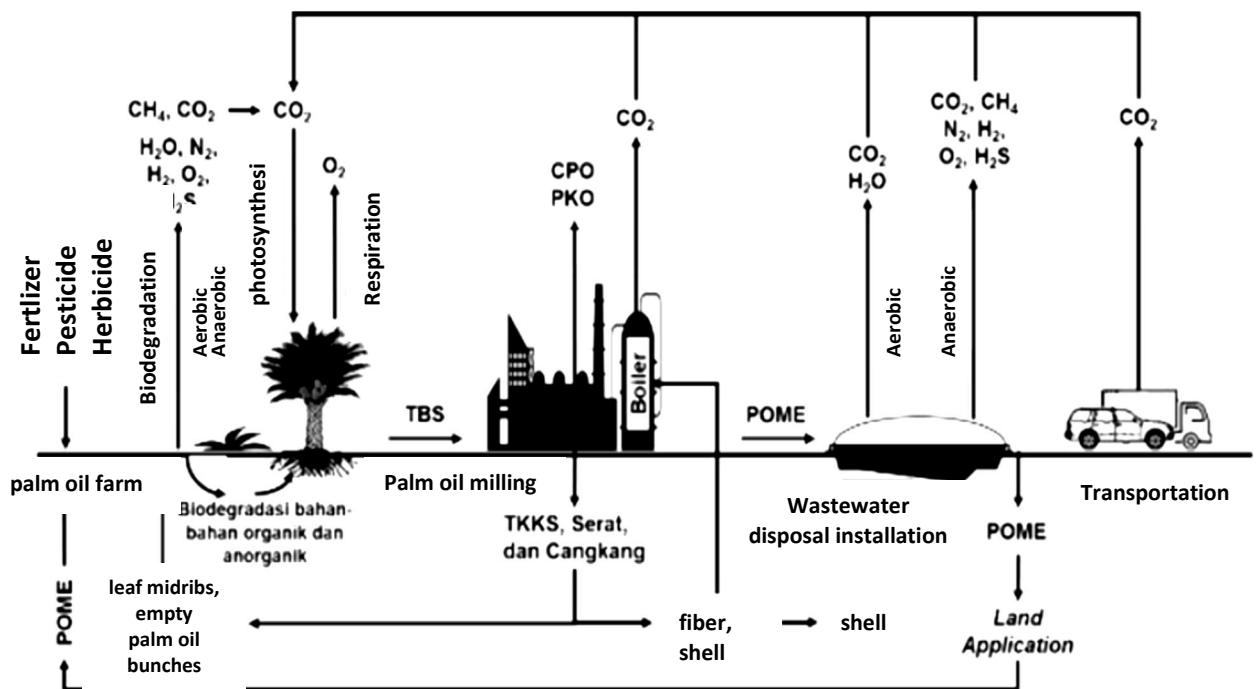 CH₄, CO₂
CO₂
H₂O, N₂,
H₂, O₂,
₂S
O₂
Fertlizer
Pesticide
Herbicide
Biodegradation
Aerobic
Anaerobic
photosynthesi
Respiration
CPO
PKO
CO₂
CO₂
H₂O
CO₂, CH₄
N₂, H₂,
O₂, H₂S
CO₂
Boiler
Aerobic
Anaerobic
TBS
POME
palm oil farm
Palm oil milling
Wastewater
disposal installation
Transportation
Biodegradasi bahan-
bahan organik dan
anorganik
TKKS, Serat,
dan Cangkang
POME
POME
leaf midribs,
empty
palm oil
bunches
fiber,
shell
shell
Land
Application